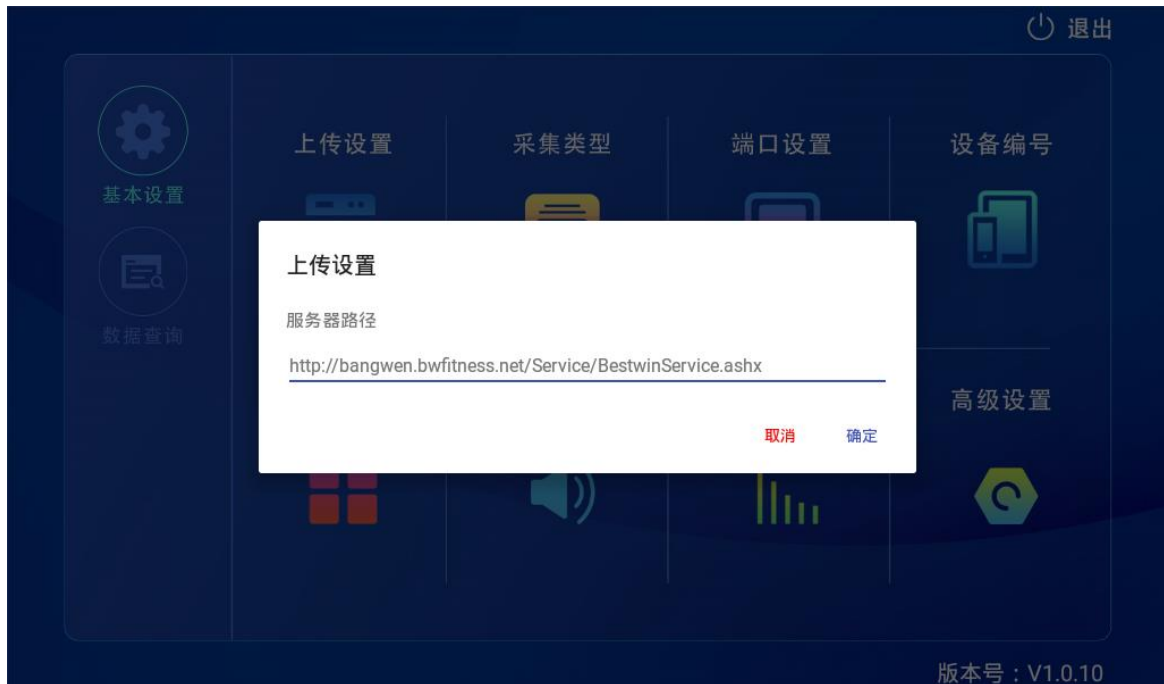 退出
上传设置
采集类型
端口设置
设备编号
基本设置
上传设置
服务器路径
数据查询
http://bangwen.bwfitness.net/Service/BestwinService.ashx
高级设置
取消
确定
版本号：V1.0.10